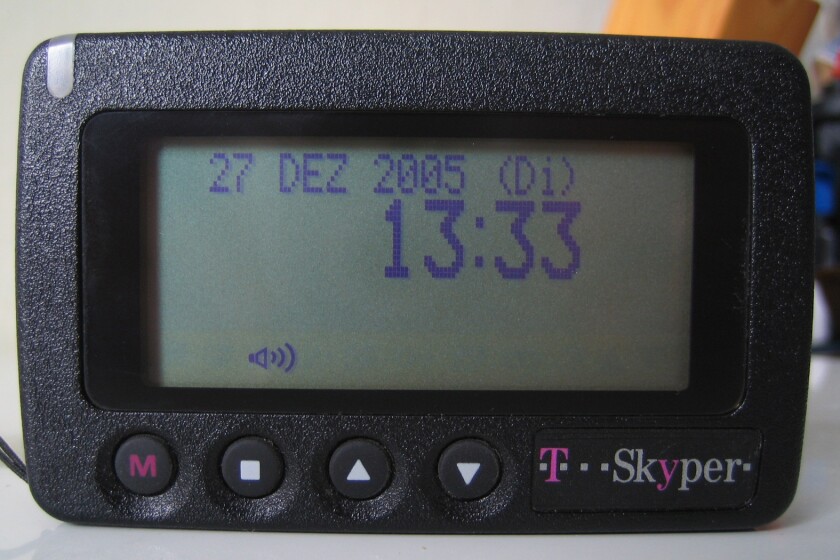 27 DEZ 2005 (Di)
13:33
M
T···Skyper·